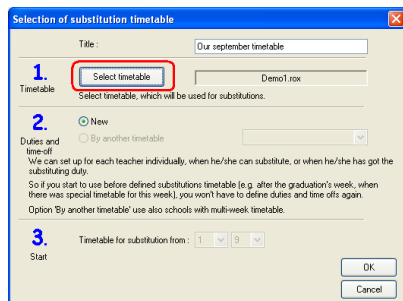 Selection of substitution timetable
Title :
Our september timetable
1.
Timetable
Select timetable
Demo1.rox
Select timetable, which will be used for substitutions.
2.
Duties and
time-off
New
By another timetable
We can set up for each teacher individually, when he/she can substitute, or when he/she has got the
substituting duty.
So if you start to use before defined substitutions timetable (e.g. after the graduation's week, when
there was special timetable for this week), you won't have to define duties and time offs again.
Option 'By another timetable' use also schools with multi-week timetable.
3.
Start
Timetable for substitution from : 1 9
OK
Cancel